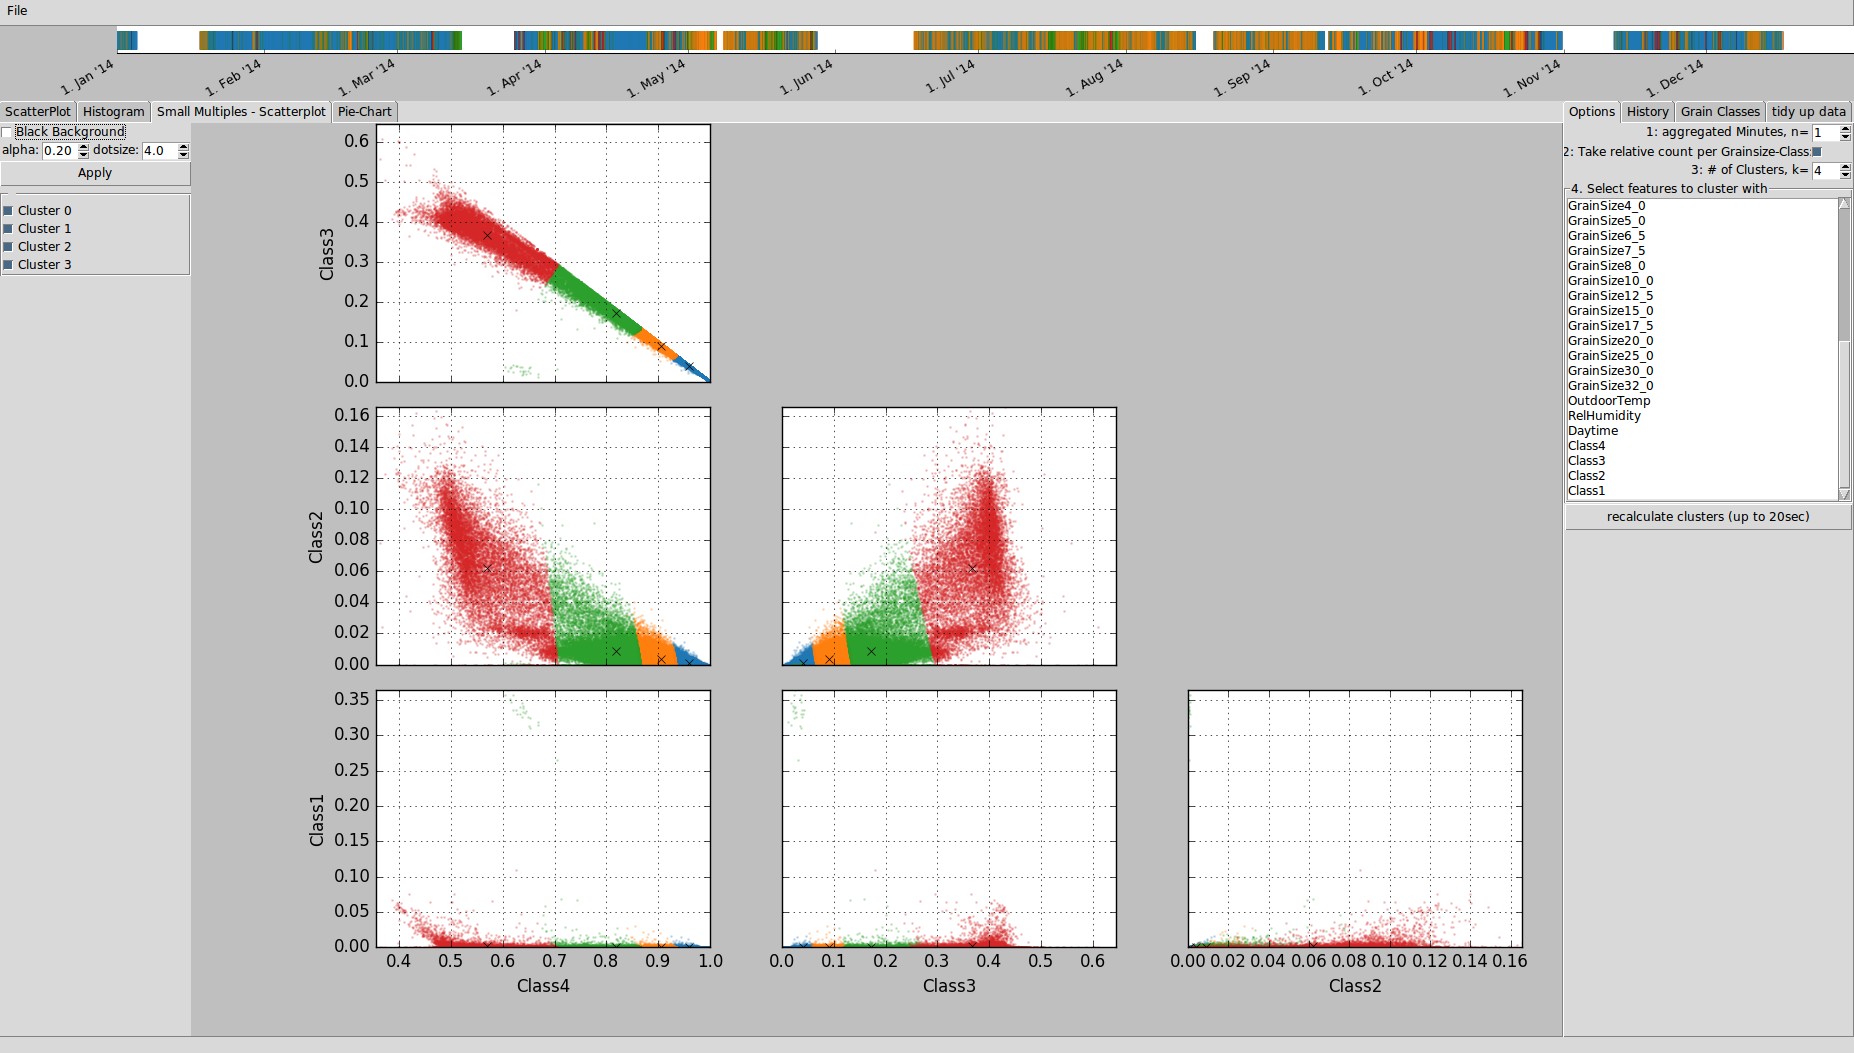 File
1. Jan '14
1. Feb '14
1. Mar '14
1. Apr '14
1. May '14
1. Jun '14
1. Jul '14
1. Aug '14
1. Sep '14
1. Oct '14
1. Nov '14
1. Dec '14
ScatterPlot
Histogram
Small Multiples - Scatterplot
Pie-Chart
Black Background
alpha: 0.20 dotsize: 4.0
Apply
Cluster 0
Cluster 1
Cluster 2
Cluster 3
Class3
0.6
0.5
0.4
0.3
0.2
0.1
0.0
Class2
0.16
0.14
0.12
0.10
0.08
0.06
0.04
0.02
0.00
Class1
0.35
0.30
0.25
0.20
0.15
0.10
0.05
0.00
0.4 0.5 0.6 0.7 0.8 0.9 1.0
Class4
0.0 0.1 0.2 0.3 0.4 0.5 0.6
Class3
0.00 0.02 0.04 0.06 0.08 0.10 0.12 0.14 0.16
Class2
Options
History
Grain Classes
tidy up data
1: aggregated Minutes, n= 1
2: Take relative count per Grainsize-Class:
3: # of Clusters, k= 4
4. Select features to cluster with
GrainSize4_0
GrainSize5_0
GrainSize6_5
GrainSize7_5
GrainSize8_0
GrainSize10_0
GrainSize12_5
GrainSize15_0
GrainSize17_5
GrainSize20_0
GrainSize25_0
GrainSize30_0
GrainSize32_0
OutdoorTemp
RelHumidity
Daytime
Class4
Class3
Class2
Class1
recalculate clusters (up to 20sec)